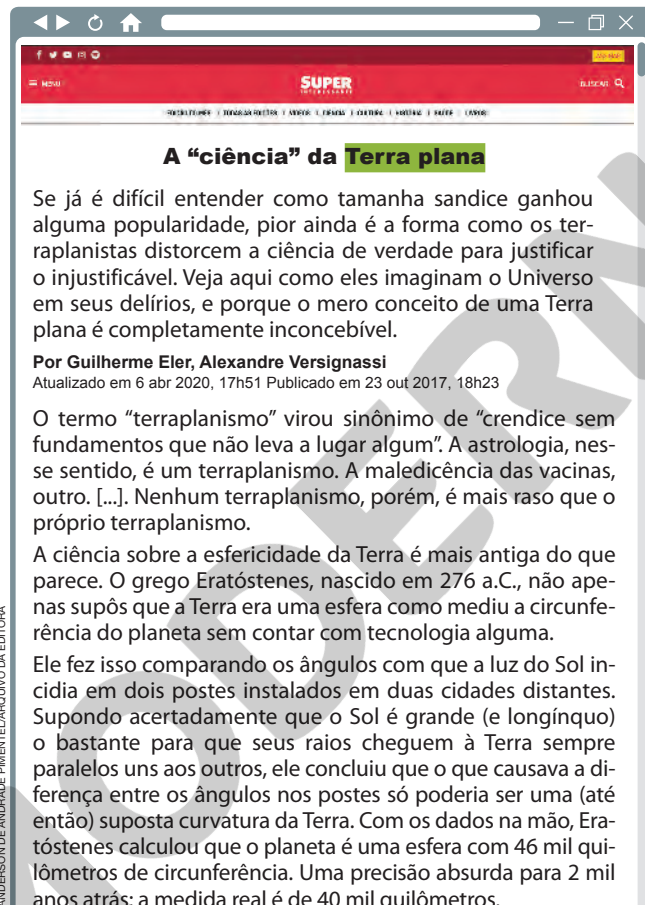 SUPER
INTERESSANTE
MENU
BUSCAR
A “ciência” da Terra plana
Se já é difícil entender como tamanha sandice ganhou
alguma popularidade, pior ainda é a forma como os ter-
raplanistas distorcem a ciência de verdade para justificar
o injustificável. Veja aqui como eles imaginam o Universo
em seus delírios, e porque o mero conceito de uma Terra
plana é completamente inconcebível.
Por Guilherme Eler, Alexandre Versignassi
Atualizado em 6 abr 2020, 17h51 Publicado em 23 out 2017, 18h23
O termo “terraplanismo” virou sinônimo de “crendice sem
fundamentos que não leva a lugar algum”. A astrologia, nes-
se sentido, é um terraplanismo. A maledicência das vacinas,
outro. [...]. Nenhum terraplanismo, porém, é mais raso que o
próprio terraplanismo.
A ciência sobre a esfericidade da Terra é mais antiga do que
parece. O grego Eratóstenes, nascido em 276 a.C., não ape-
nas supôs que a Terra era uma esfera como mediu a circunfe-
rência do planeta sem contar com tecnologia alguma.
Ele fez isso comparando os ângulos com que a luz do Sol in-
cidia em dois postes instalados em duas cidades distantes.
Supondo acertadamente que o Sol é grande (e longínquo)
o bastante para que seus raios cheguem à Terra sempre
paralelos uns aos outros, ele concluiu que o que causava a di-
ferença entre os ângulos nos postes só poderia ser uma (até
então) suposta curvatura da Terra. Com os dados na mão, Era-
tóstenes calculou que o planeta é uma esfera com 46 mil qui-
lômetros de circunferência. Uma precisão absurda para 2 mil
anos atrás: a medida real é de 40 mil quilômetros.
ANDERSON DE ANDRADE PIMENTEL/ARQUIVO DA EDITORA
MODERN